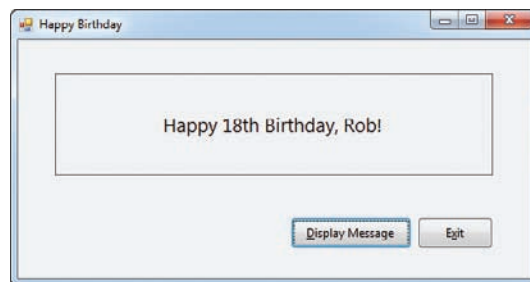 Happy Birthday
Happy 18th Birthday, Rob!
Display Message
Exit